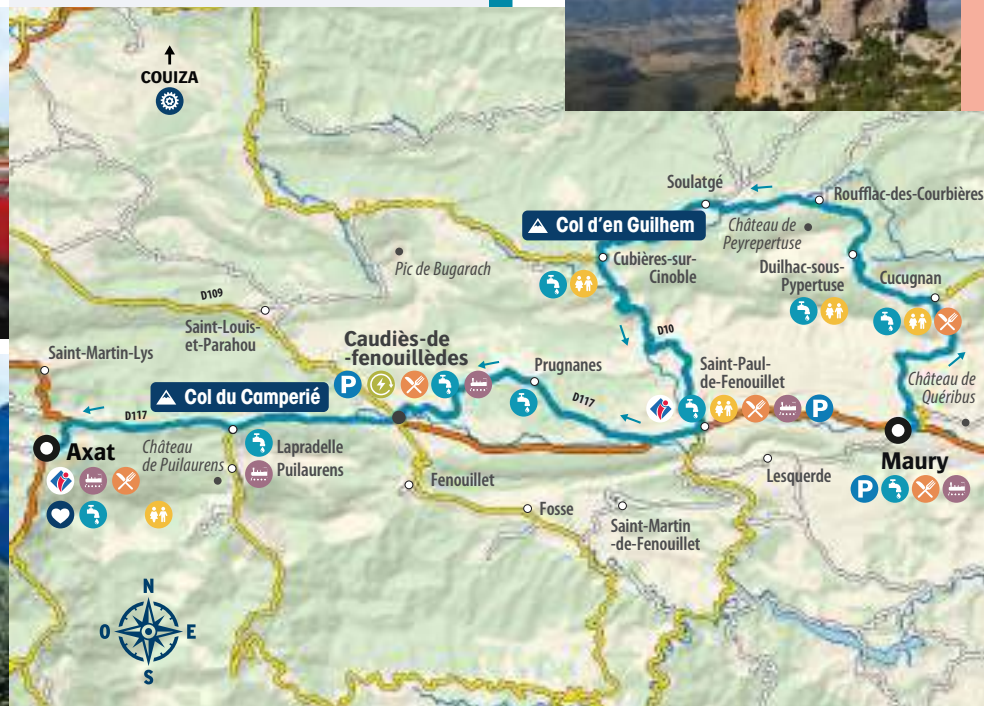 COUIZA
Soulatgé
Roufflac-des-Courbières
Col d'en Guilhem
Château de
Peyrepertuse
Pic de Bugarach
Cubières-sur-
Cinoble
Duilhac-sous-
Pypertuse
Cucugnan
D109
Saint-Louis-
et-Parahou
D10
Caudiès-de
-fenouillèdes
P
Saint-Martin-Lys
Prugnanes
Saint-Paul-
de-Fenouillet
P
Château de
Quéribus
Col du Camperié
D117
D117
Axat
Château
de Puilaurens
Lapradelle
Puilaurens
Fenouillet
Lesquerde
Maury
P
Fosse
Saint-Martin
-de-Fenouillet
N
O
E
S